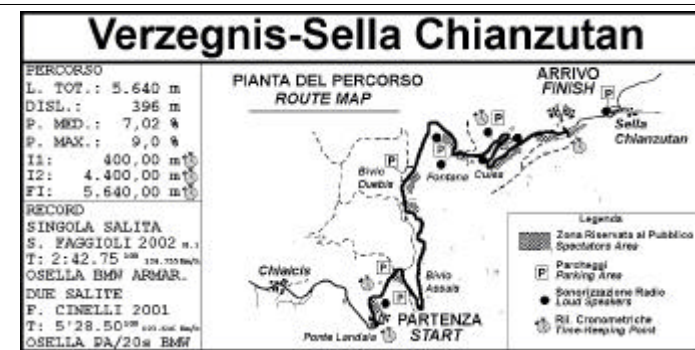 Verzegnis-Sella Chianzutan
PERCORSO
L. TOT.: 5.640 m
DISL.: 396 m
P. MED.: 7,02 %
P. MAX.: 9,0 %
I1: 400,00 m
I2: 4.400,00 m
FI: 5.640,00 m
RECORD
SINGOLA SALITA
S. FAGGIOLI 2002
T: 2:42.75
OSELLA BMW ARMAR.
DUE SALITE
F. CINELLI 2001
T: 5'28.50
OSELLA PA/20s BMW
PIANTA DEL PERCORSO
ROUTE MAP
ARRIVO
FINISH
P
Sella
Chianzutan
P
P
P
Bivio
Duebis
Fontana
Cuies
Chiaicis
P
P
Bivio
Assais
Ponte Landaia
PARTENZA
START
Legenda
Zona Riservata al Pubblico
Spectators Area
P
Parcheggi
Parking Area
Sonorizzazione Radio
Loud Speakers
Ril. Cronometriche
Time-Keeping Point